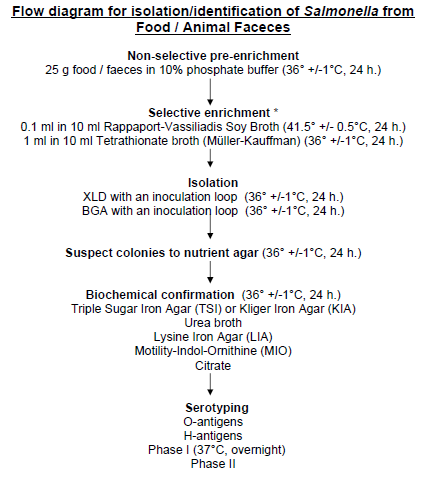 Flow diagram for isolation/identification of Salmonella from
Food / Animal Faceces
Non-selective pre-enrichment
25 g food / faeces in 10% phosphate buffer (36° +/-1°C, 24 h.)
Selective enrichment *
0.1 ml in 10 ml Rappaport-Vassiliadis Soy Broth (41.5° +/- 0.5°C, 24 h.)
1 ml in 10 ml Tetrathionate broth (Müller-Kauffman) (36° +/-1°C, 24 h.)
Isolation
XLD with an inoculation loop (36° +/-1°C, 24 h.)
BGA with an inoculation loop (36° +/-1°C, 24 h.)
Suspect colonies to nutrient agar (36° +/-1°C, 24 h.)
Biochemical confirmation (36° +/-1°C, 24 h.)
Triple Sugar Iron Agar (TSI) or Kliger Iron Agar (KIA)
Urea broth
Lysine Iron Agar (LIA)
Motility-Indol-Ornithine (MIO)
Citrate
Serotyping
O-antigens
H-antigens
Phase I (37°C, overnight)
Phase II